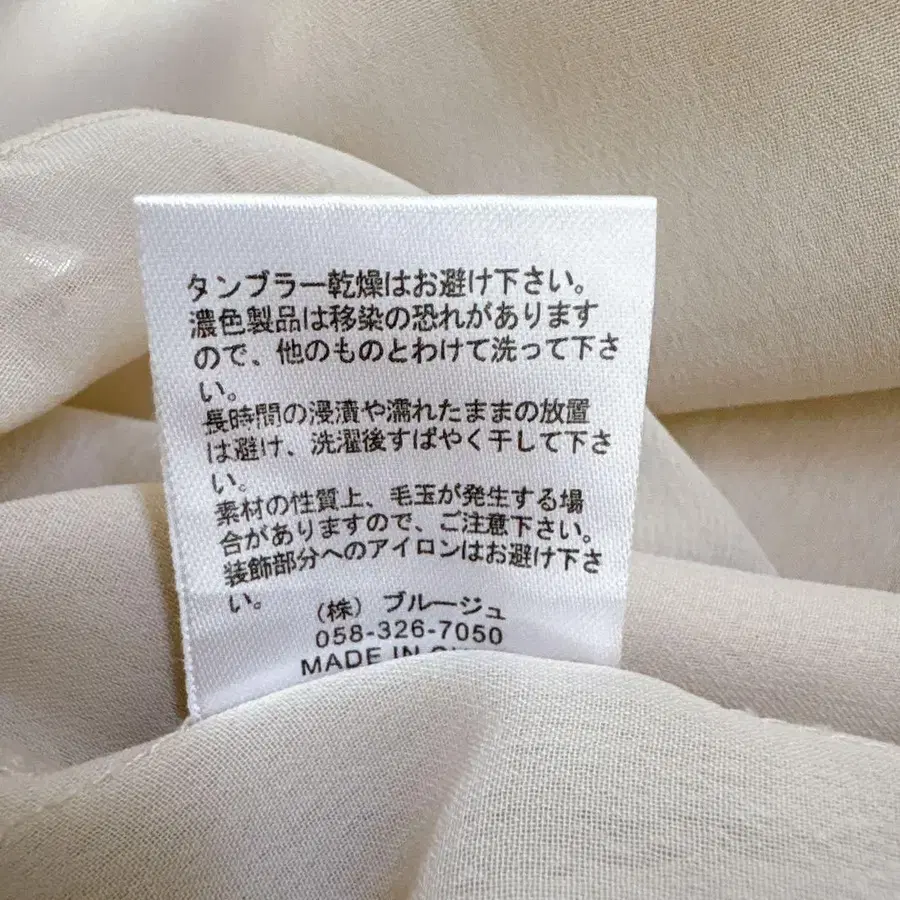 タンブラー乾燥はお避け下さい。
濃色製品は移染の恐れがあります
ので、他のものとわけて洗って下さ
い。
長時間の浸漬や濡れたままの放置
は避け、洗濯後すばやく干して下さ
い。
素材の性質上、毛玉が発生する場
合がありますので、ご注意下さい。
装飾部分へのアイロンはお避け下さ
い。
（株）ブルージュ
058-326-7050
MADE IN